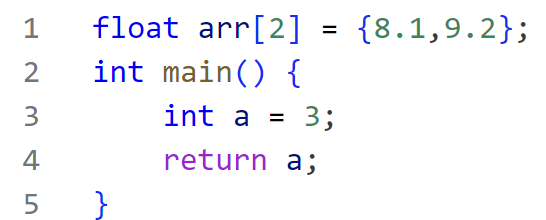 1 float arr[2] = {8.1,9.2};
2 int main() {
3     int a = 3;
4     return a;
5 }